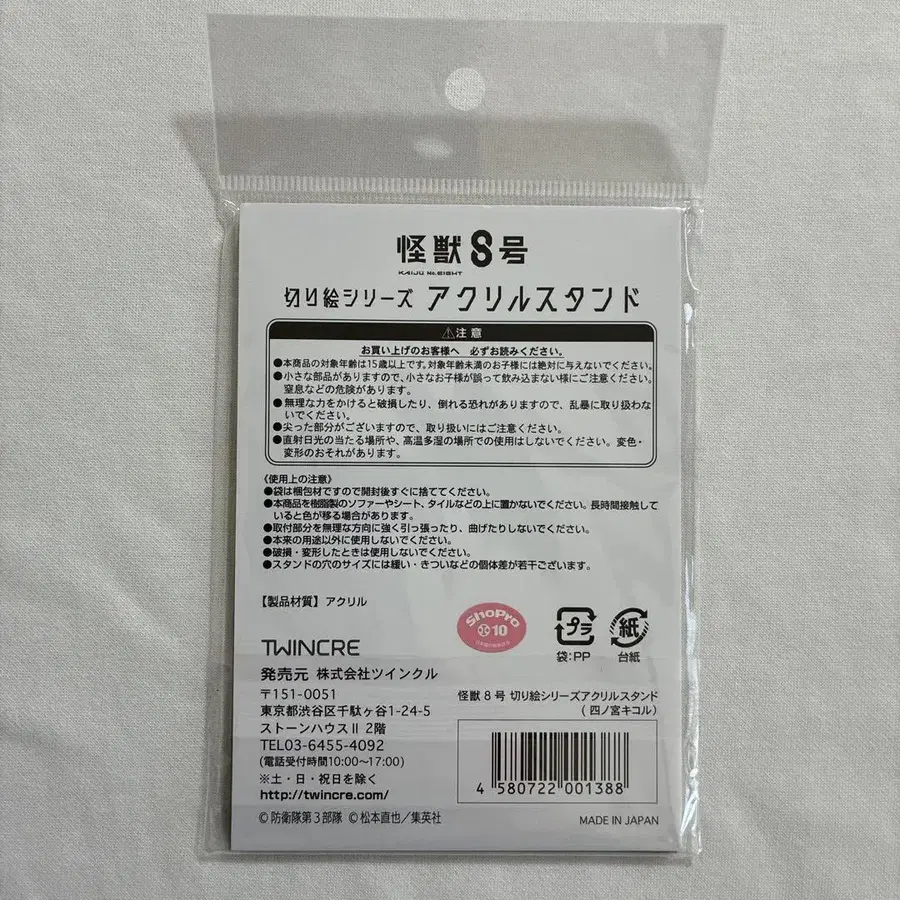 怪獣8号
KAIJU No.EIGHT
切り絵シリーズ アクリルスタンド
⚠注意
お買い上げのお客様へ 必ずお読みください。
●本商品の対象年齢は15歳以上です。対象年齢未満のお子様には絶対に与えないでください。
●小さな部品がありますので、小さなお子様が誤って飲み込まない様にご注意ください。
窒息などの危険があります。
●無理な力をかけると破損したり、倒れる恐れがありますので、乱暴に取り扱わな
いでください。
●尖った部分がございますので、取り扱いにはご注意ください。
●直射日光の当たる場所や、高温多湿の場所での使用はしないでください。変色・
変形のおそれがあります。
《使用上の注意》
●袋は梱包材ですので開封後すぐに捨ててください。
●本商品を樹脂製のソファーやシート、タイルなどの上に置かないでください。長時間接触して
いると色が移る場合があります。
●取付部分を無理な方向に強く引っ張ったり、曲げたりしないでください。
●本来の用途以外に使用しないでください。
●破損・変形したときは使用しないでください。
●スタンドの穴のサイズには緩い・きついなどの個体差が若干ございます。
【製品材質】アクリル
ShoPro
10
プラ
袋:PP
紙
台紙
TWINCRE
発売元 株式会社ツインクル
〒151-0051
東京都渋谷区千駄ヶ谷1-24-5
ストーンハウスⅡ 2階
TEL03-6455-4092
(電話受付時間10:00〜17:00)
※土・日・祝日を除く
http://twincre.com/
©防衛隊第3部隊 ©松本直也/集英社
怪獣8号 切り絵シリーズアクリルスタンド
(四ノ宮キコル)
4 580722 001388
MADE IN JAPAN